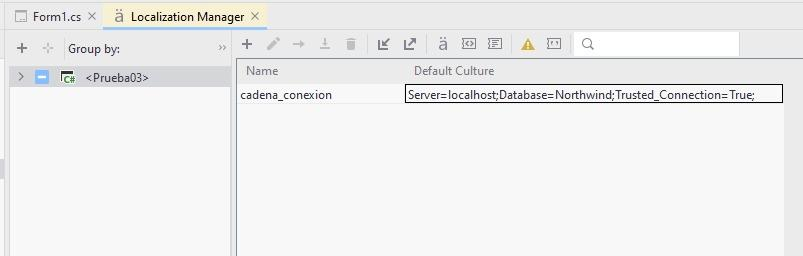 Form1.cs
Localization Manager
Group by:
<Prueba03>
Name
Default Culture
cadena_conexion
Server=localhost;Database=Northwind;Trusted_Connection=True;